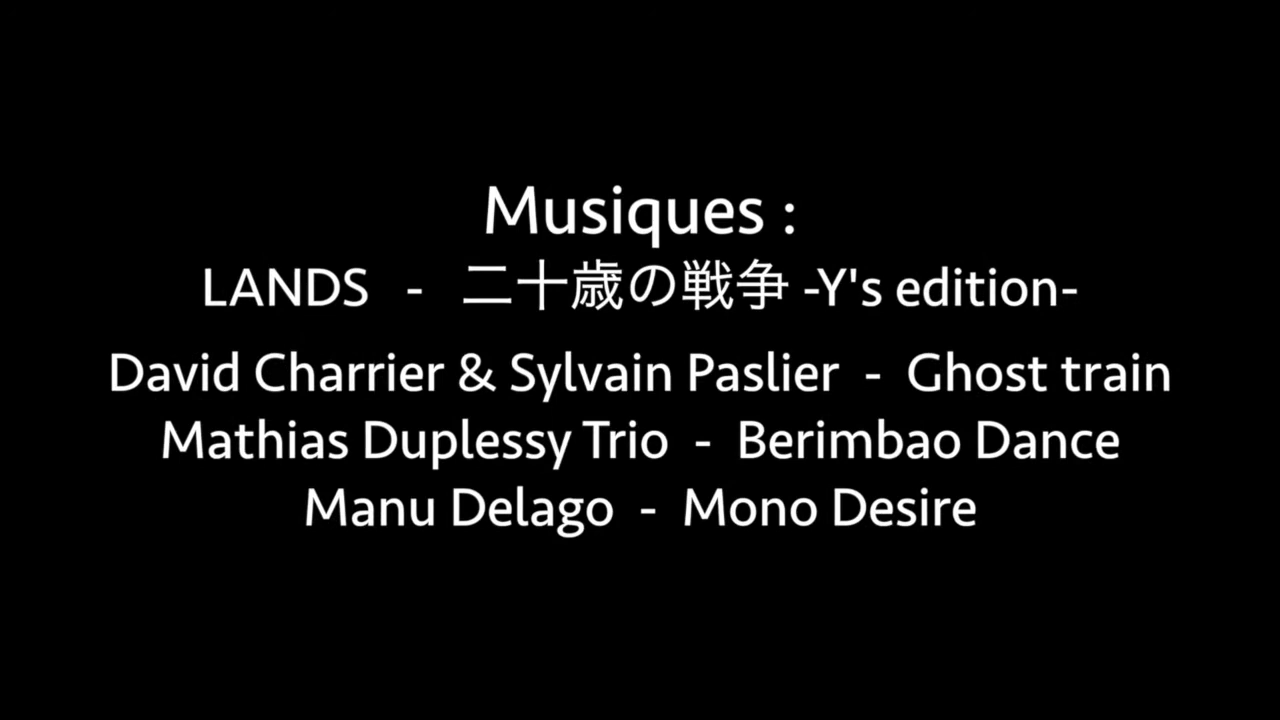 Musiques :
LANDS - 二十歳の戦争 -Y's edition-
David Charrier & Sylvain Paslier - Ghost train
Mathias Duplessy Trio - Berimbao Dance
Manu Delago - Mono Desire